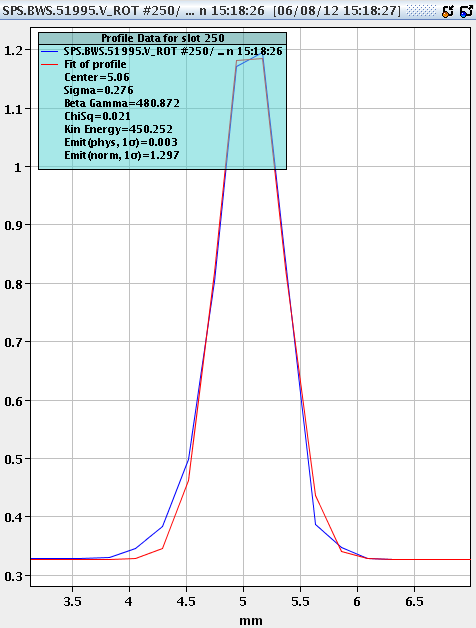 SPS.BWS.51995.V_ROT #250/ ... n 15:18:26 [06/08/12 15:18:27]
Profile Data for slot 250
SPS.BWS.51995.V_ROT #250/ ... n 15:18:26
Fit of profile
Center=5.06
Sigma=0.276
Beta Gamma=480.872
ChiSq=0.021
Kin Energy=450.252
Emit(phys, 1σ)=0.003
Emit(norm, 1σ)=1.297
1.2
1.1
1
0.9
0.8
0.7
0.6
0.5
0.4
0.3
3.5 4 4.5 5 5.5 6 6.5
mm